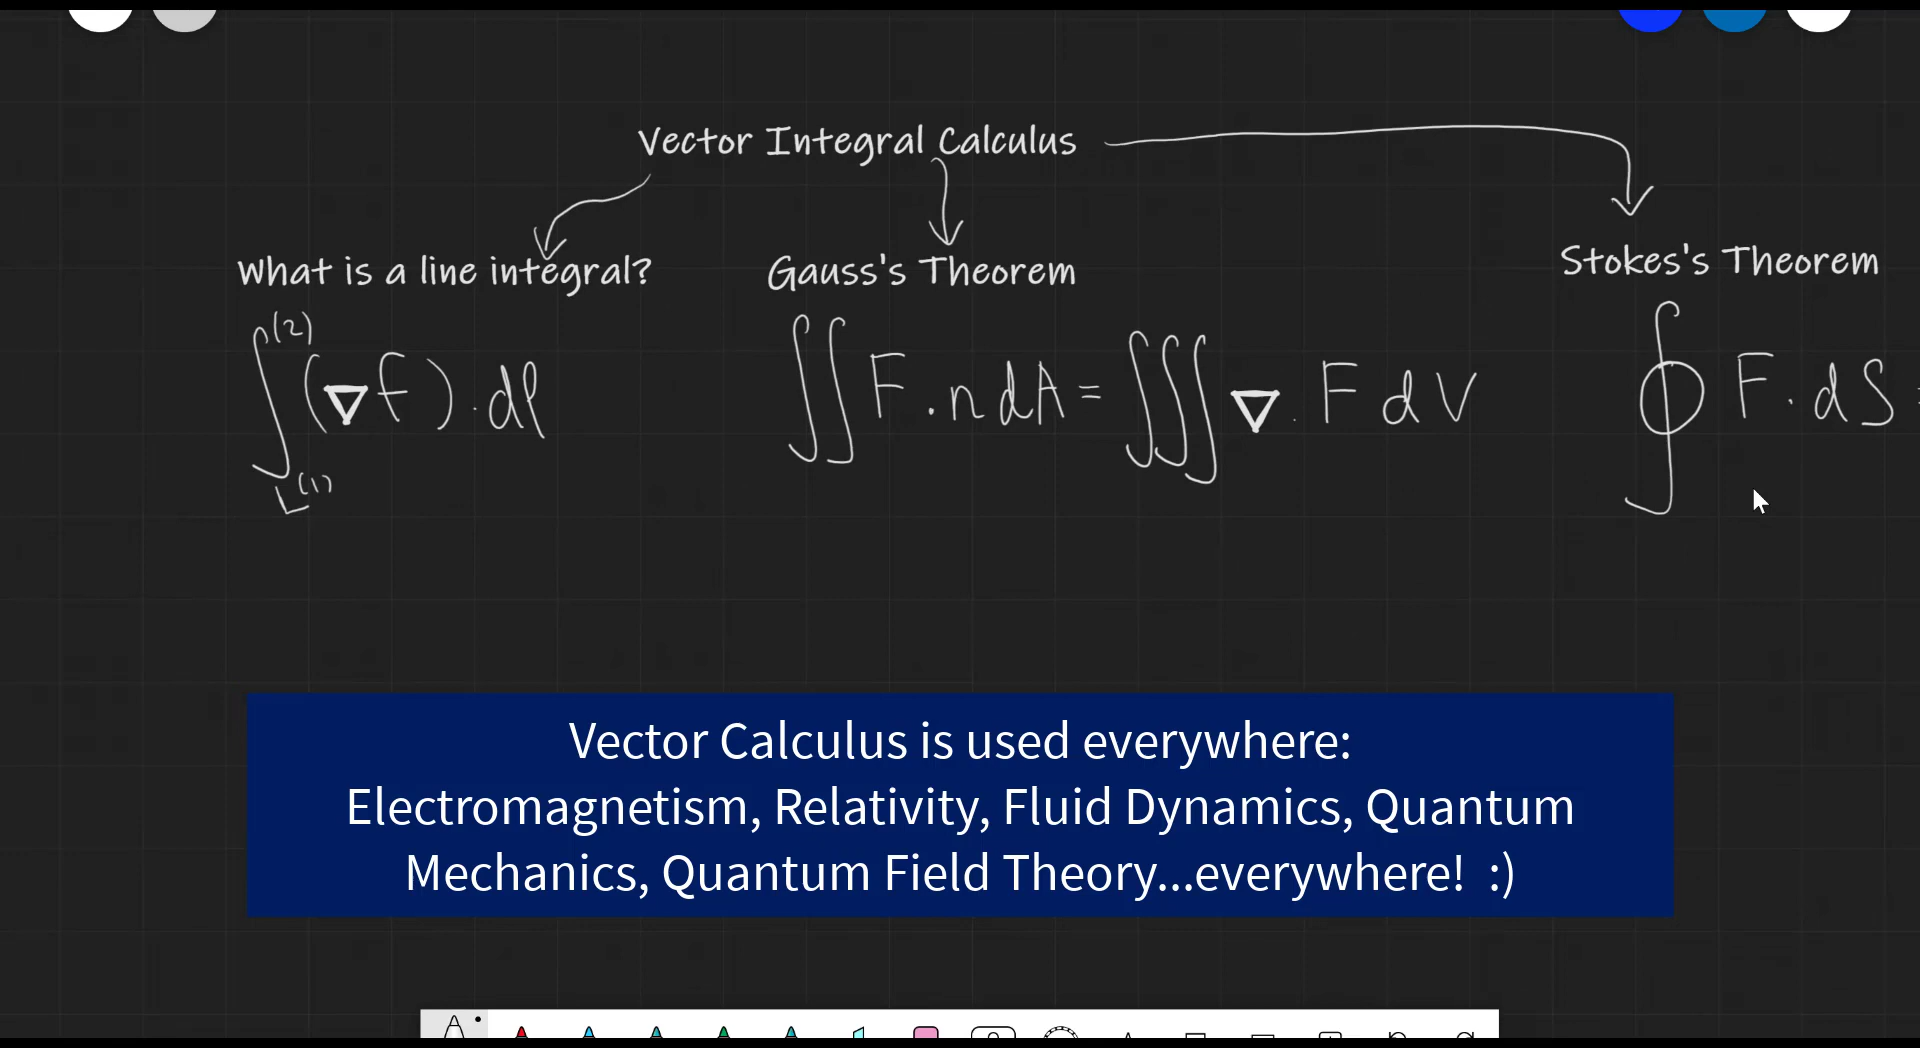 Vector Integral Calculus
What is a line integral?
Gauss's Theorem
Stokes's Theorem
∫_L(1)^(2) (∇f) · dl
∬ F . n dA = ∭ ∇ . F dV
∮ F . dS =
Vector Calculus is used everywhere:
Electromagnetism, Relativity, Fluid Dynamics, Quantum
Mechanics, Quantum Field Theory...everywhere! :)